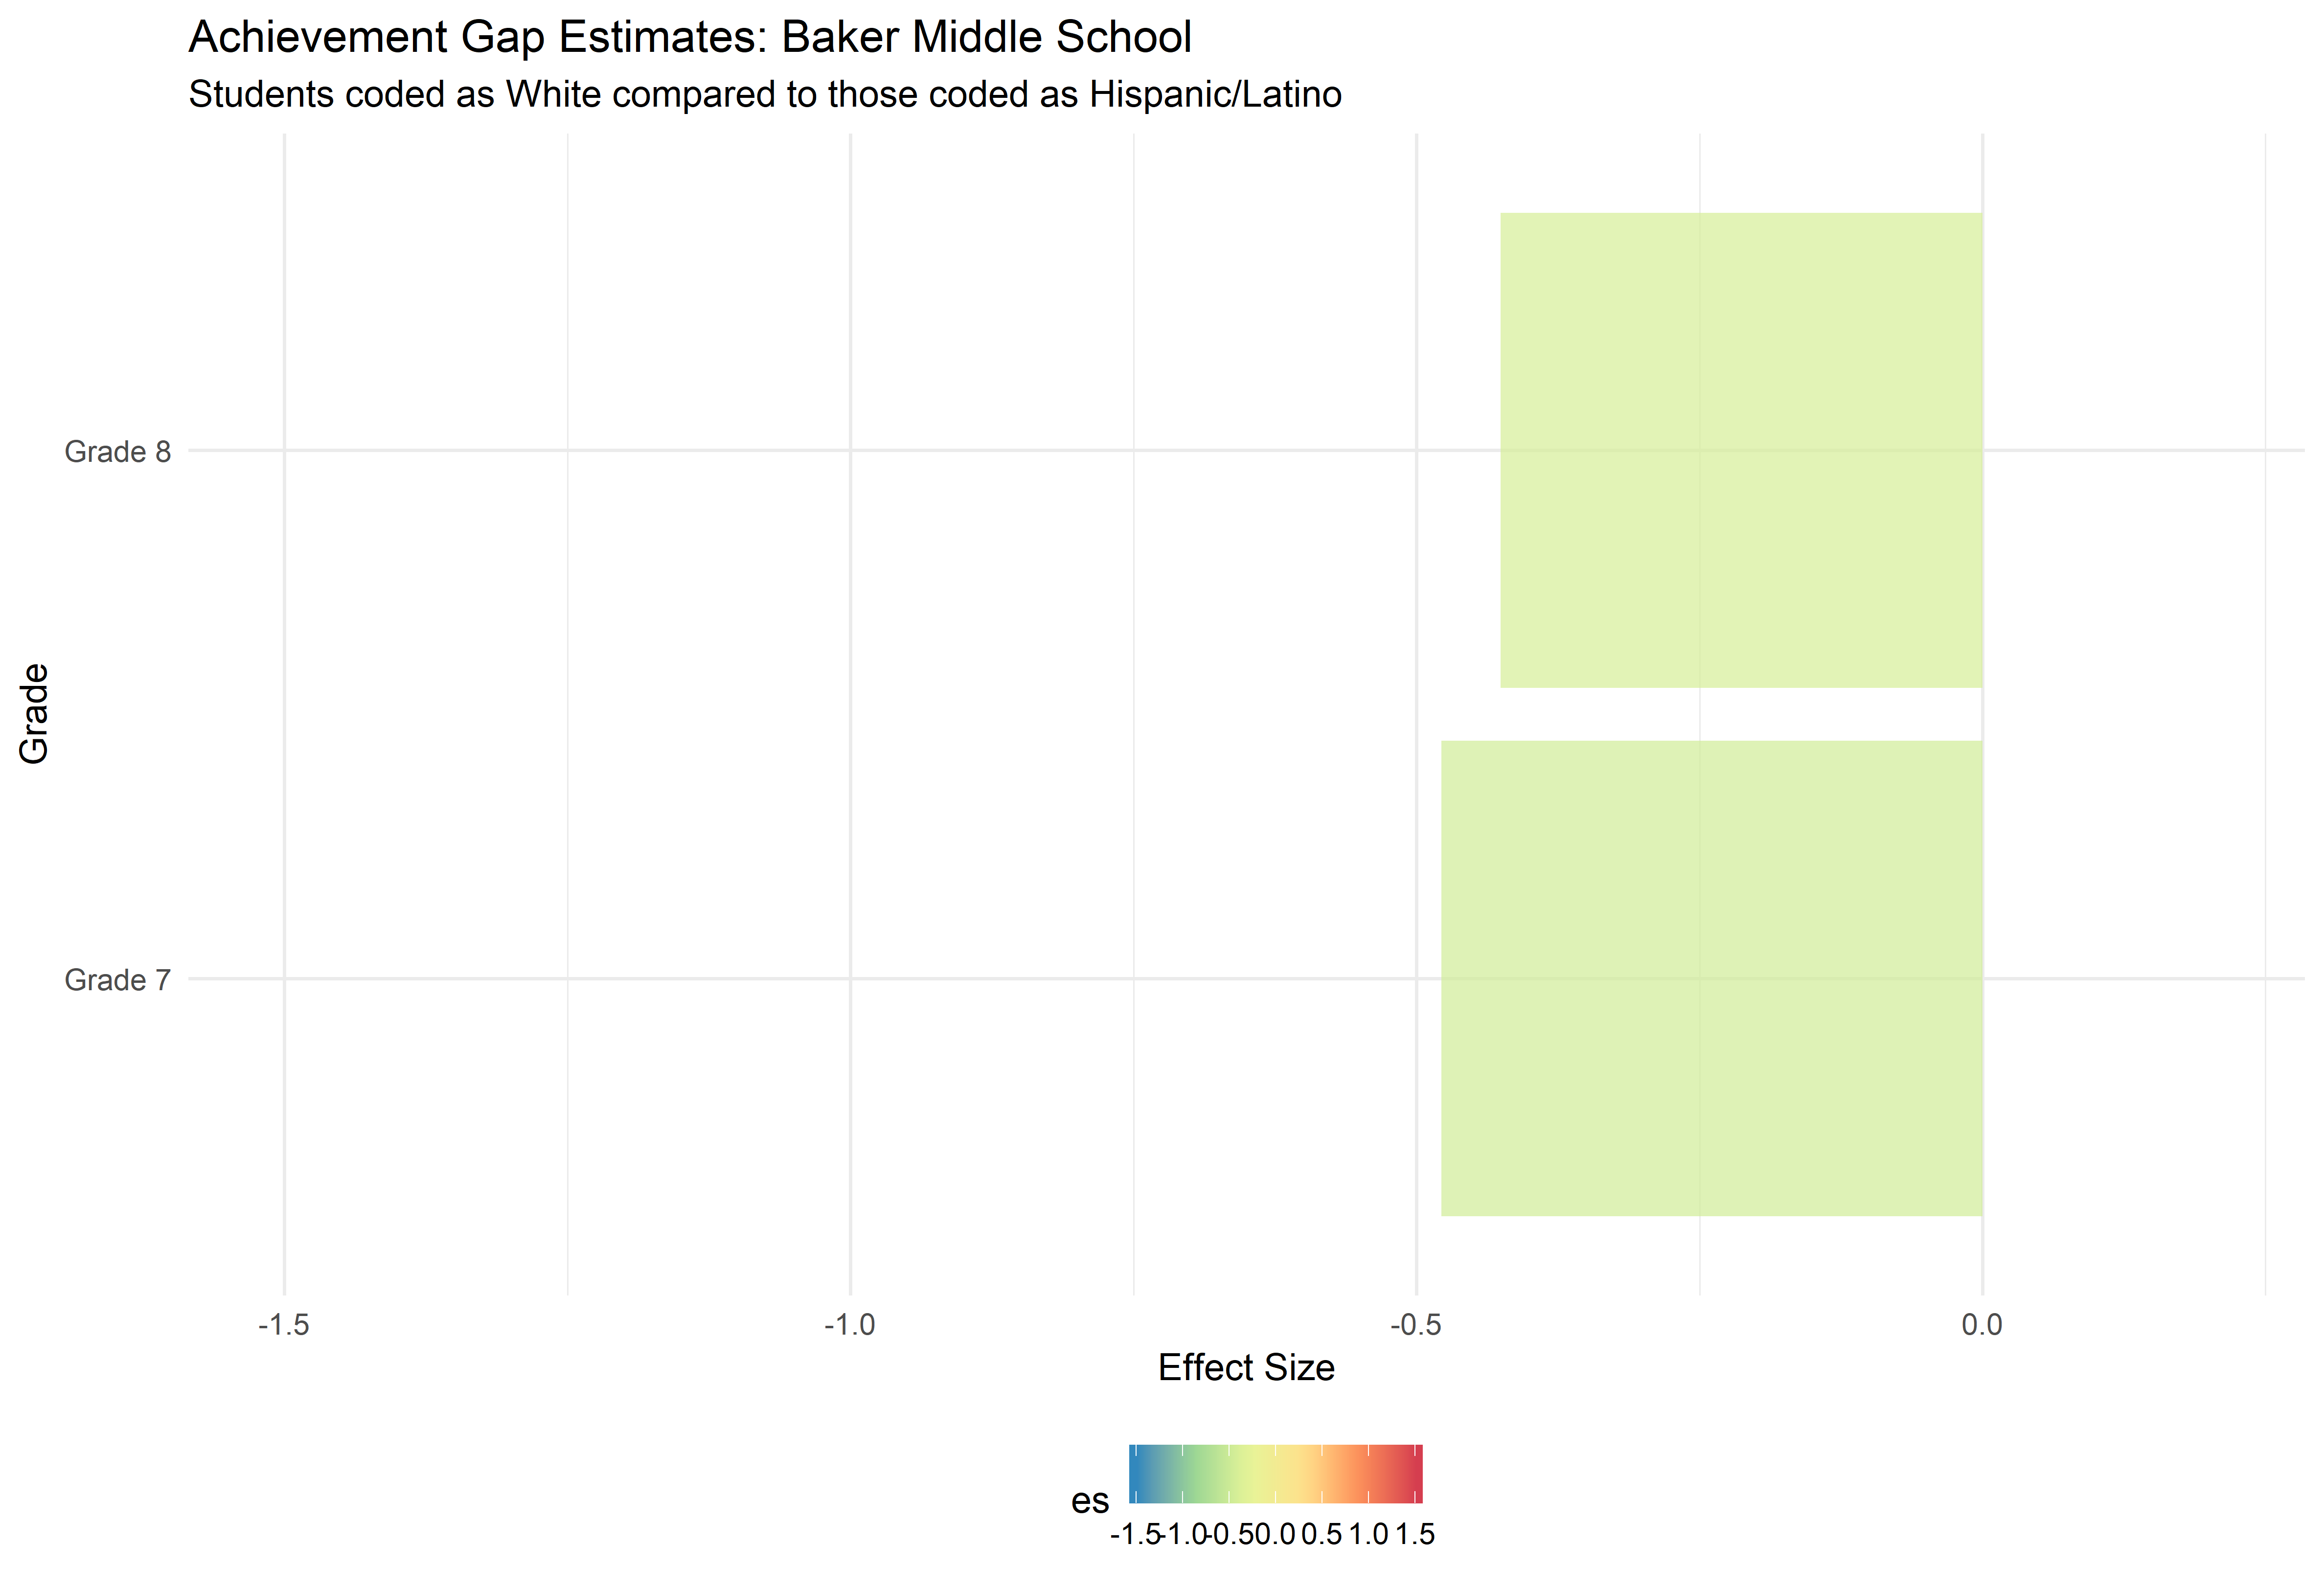 Achievement Gap Estimates: Baker Middle School
Students coded as White compared to those coded as Hispanic/Latino
Grade 8
Grade
Grade 7
-1.5 -1.0 -0.5 0.0
Effect Size
es
-1.5 -1.0 -0.5 0.0 0.5 1.0 1.5